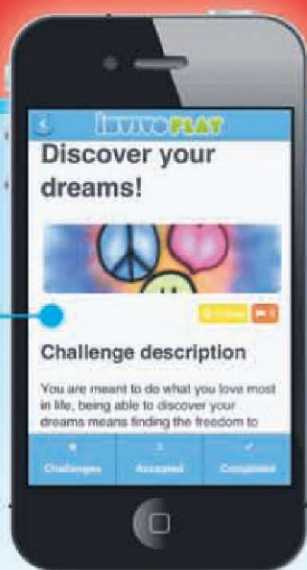 INVIVOPLAY
Discover your
dreams!
Challenge description
You are meant to do what you love most
in life, being able to discover your
dreams means finding the freedom to
Challenges Accepted Completed